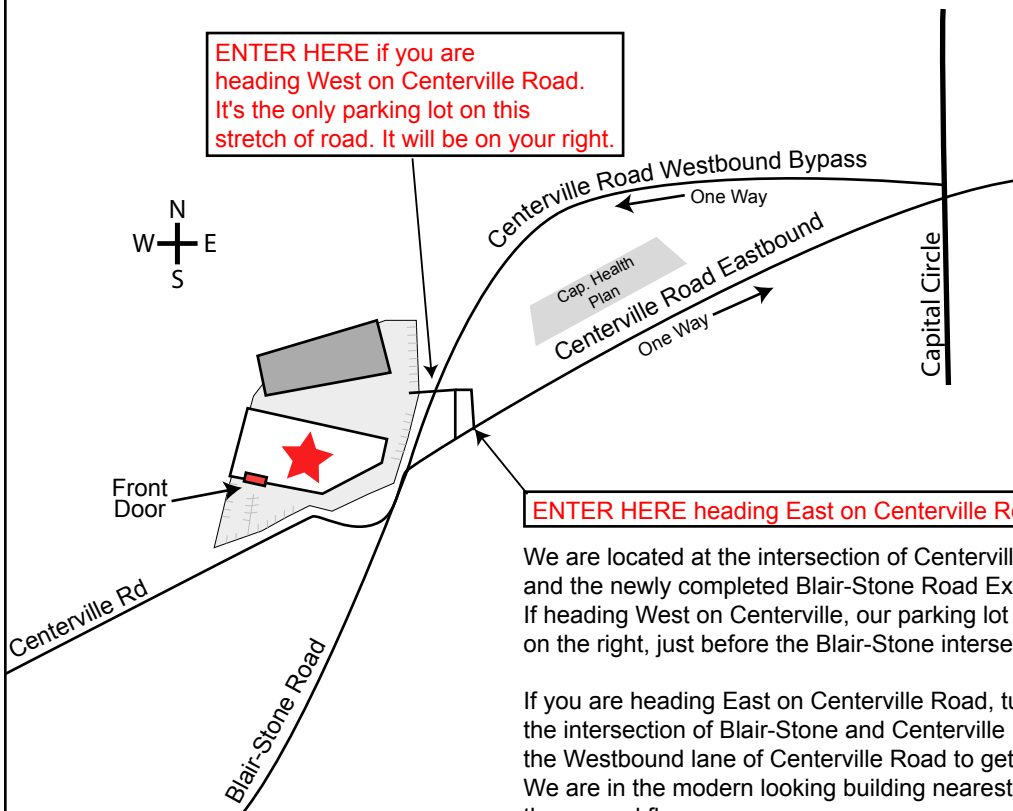 ENTER HERE if you are
heading West on Centerville Road.
It's the only parking lot on this
stretch of road. It will be on your right.
Centerville Road Westbound Bypass
One Way
N
W E
S
Cap. Health
Plan
Centerville Road Eastbound
One Way
Capital Circle
Front
Door
ENTER HERE heading East on Centerville
We are located at the intersection of
and the newly completed Blair-Stone Road
If heading West on Centerville, our parking lot
on the right, just before the Blair-Stone
Centerville Rd
Blair-Stone Road
If you are heading East on Centerville Road,
the intersection of Blair-Stone and Centerville
the Westbound lane of Centerville Road to get
We are in the modern looking building nearest